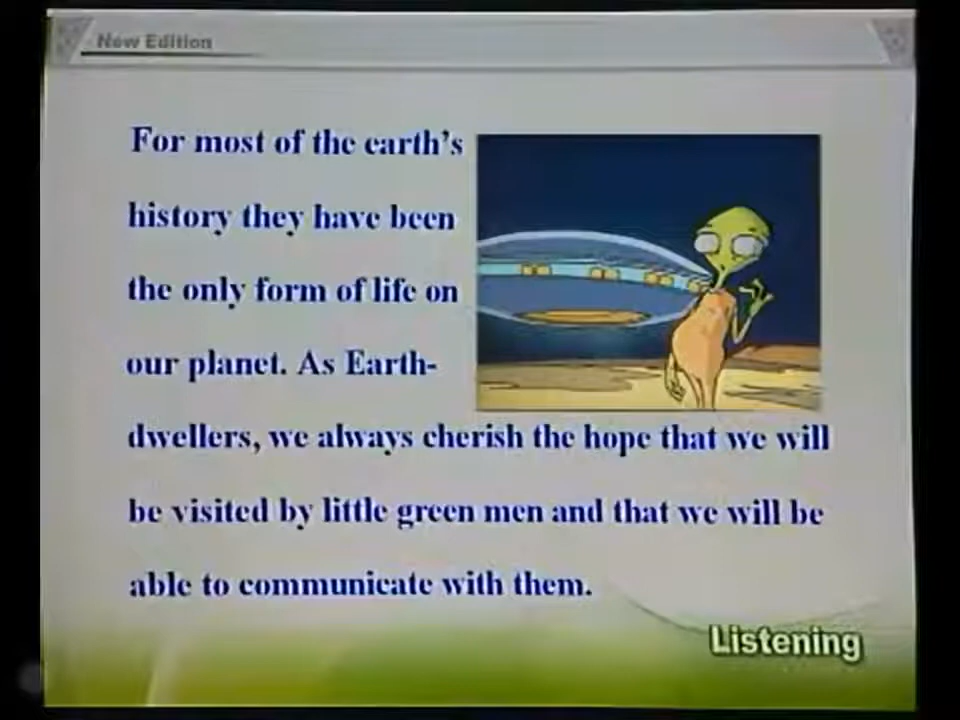 New Edition
For most of the earth's
history they have been
the only form of life on
our planet. As Earth-
dwellers, we always cherish the hope that we will
be visited by little green men and that we will be
able to communicate with them.
Listening